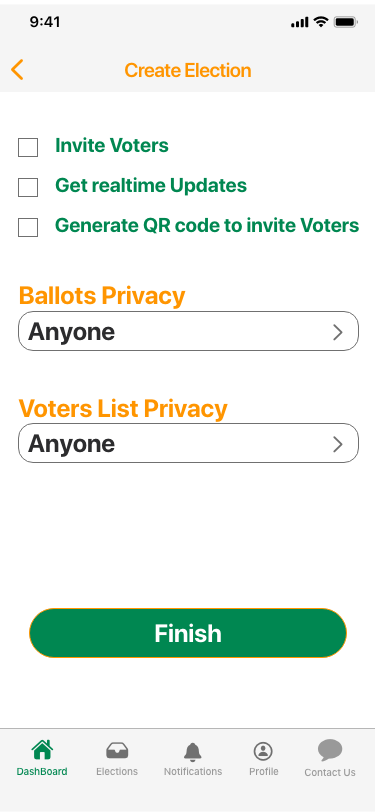 9:41
Create Election
Invite Voters
Get realtime Updates
Generate QR code to invite Voters
Ballots Privacy
Anyone
Voters List Privacy
Anyone
Finish
DashBoard Elections Notifications Profile Contact Us